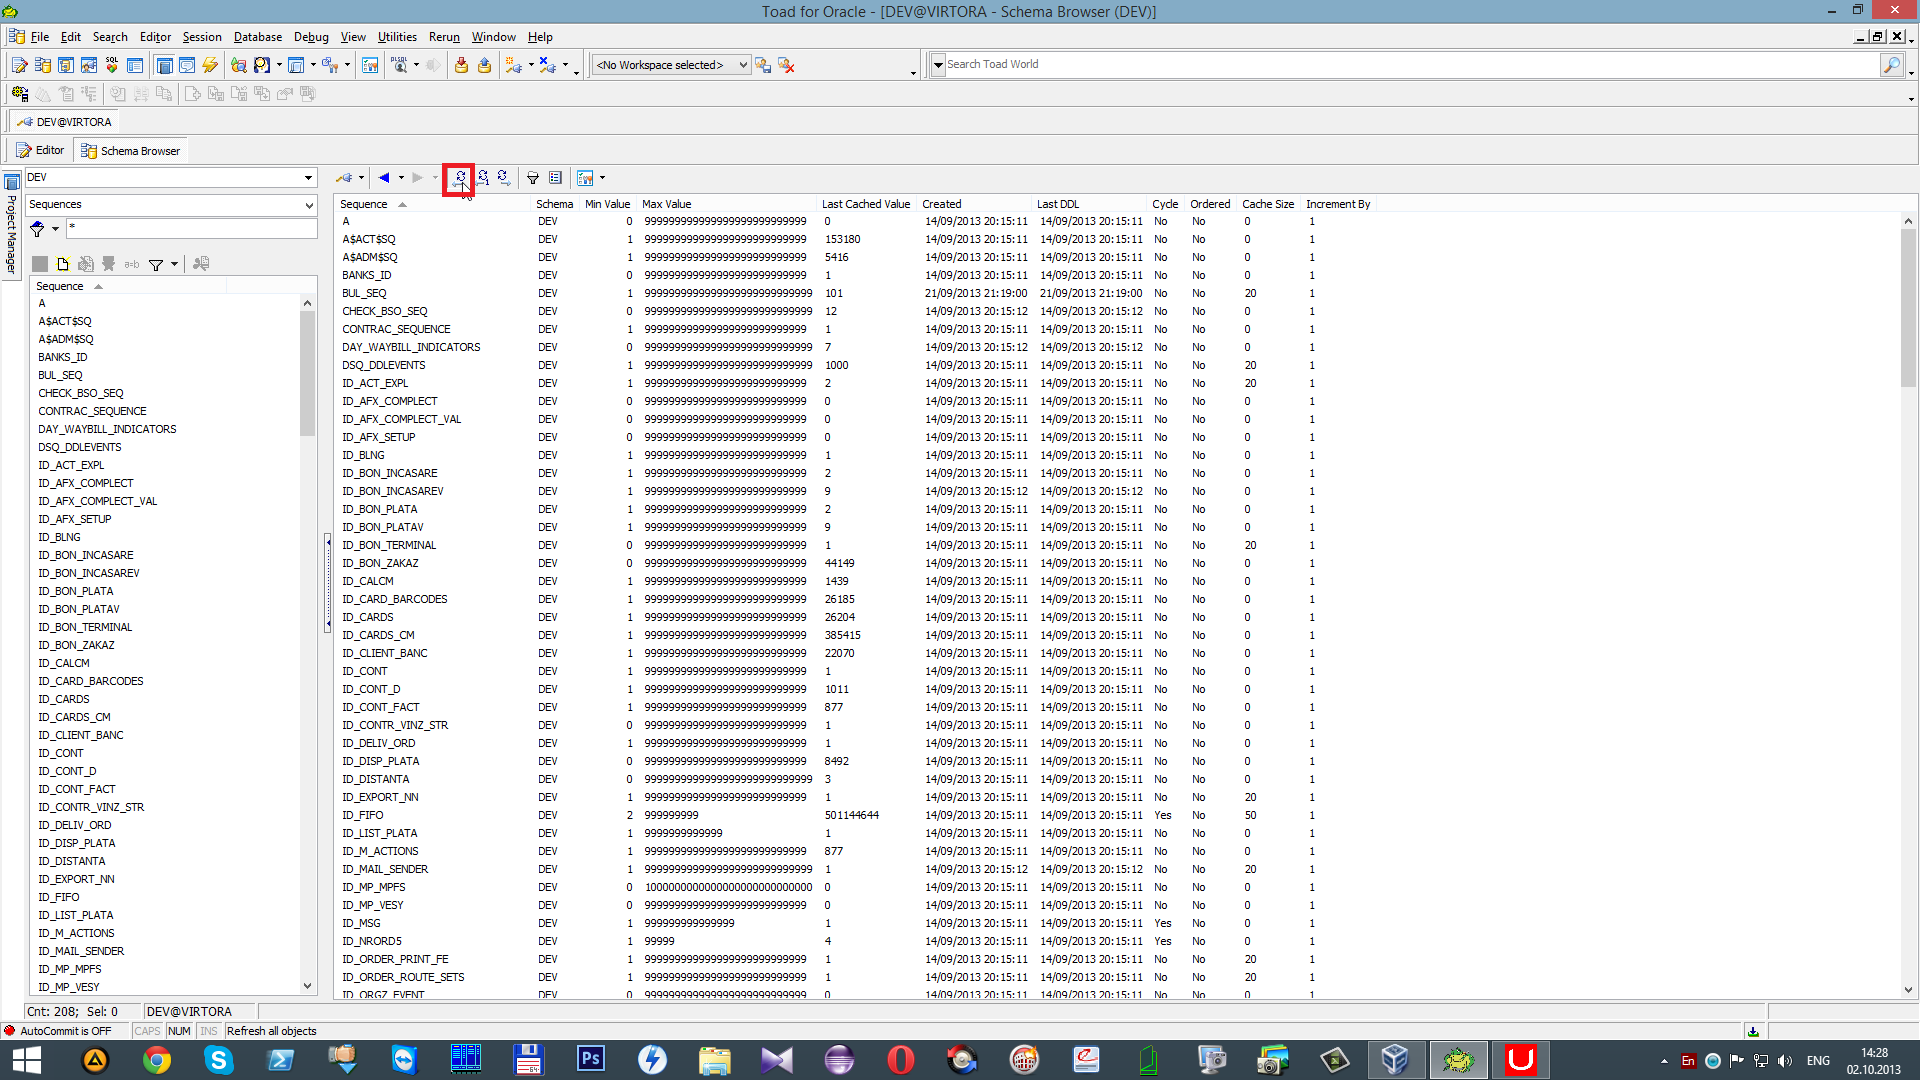 Toad for Oracle - [DEV@VIRTORA - Schema Browser (DEV)]
File Edit Search Editor Session Database Debug View Utilities Rerun Window Help
<No Workspace selected> Search Toad World
DEV@VIRTORA
Editor Schema Browser
Project Manager
DEV
Sequences
*
Sequence
A
A$ACT$SQ
A$ADM$SQ
BANKS_ID
BUL_SEQ
CHECK_BSO_SEQ
CONTRAC_SEQUENCE
DAY_WAYBILL_INDICATORS
DSQ_DDLEVENTS
ID_ACT_EXPL
ID_AFX_COMPLECT
ID_AFX_COMPLECT_VAL
ID_AFX_SETUP
ID_BLNG
ID_BON_INCASARE
ID_BON_INCASAREV
ID_BON_PLATA
ID_BON_PLATAV
ID_BON_TERMINAL
ID_BON_ZAKAZ
ID_CALCM
ID_CARD_BARCODES
ID_CARDS
ID_CARDS_CM
ID_CLIENT_BANC
ID_CONT
ID_CONT_D
ID_CONT_FACT
ID_CONTR_VINZ_STR
ID_DELIV_ORD
ID_DISP_PLATA
ID_DISTANTA
ID_EXPORT_NN
ID_FIFO
ID_LIST_PLATA
ID_M_ACTIONS
ID_MAIL_SENDER
ID_MP_MPFS
ID_MP_VESY
Sequence Schema Min Value Max Value Last Cached Value Created Last DDL Cycle Ordered Cache Size Increment By
A DEV 0 999999999999999999999999999 0 14/09/2013 20:15:11 14/09/2013 20:15:11 No No 0 1
A$ACT$SQ DEV 1 999999999999999999999999999 153180 14/09/2013 20:15:11 14/09/2013 20:15:11 No No 0 1
A$ADM$SQ DEV 1 999999999999999999999999999 5416 14/09/2013 20:15:11 14/09/2013 20:15:11 No No 0 1
BANKS_ID DEV 0 999999999999999999999999999 1 14/09/2013 20:15:11 14/09/2013 20:15:11 No No 0 1
BUL_SEQ DEV 1 9999999999999999999999999999 101 21/09/2013 21:19:00 21/09/2013 21:19:00 No No 20 1
CHECK_BSO_SEQ DEV 0 9999999999999999999999999999 12 14/09/2013 20:15:12 14/09/2013 20:15:12 No No 0 1
CONTRAC_SEQUENCE DEV 1 999999999999999999999999999 1 14/09/2013 20:15:11 14/09/2013 20:15:11 No No 0 1
DAY_WAYBILL_INDICATORS DEV 0 9999999999999999999999999999 7 14/09/2013 20:15:12 14/09/2013 20:15:12 No No 0 1
DSQ_DDLEVENTS DEV 1 9999999999999999999999999999 1000 14/09/2013 20:15:11 14/09/2013 20:15:11 No No 20 1
ID_ACT_EXPL DEV 1 999999999999999999999999999 2 14/09/2013 20:15:11 14/09/2013 20:15:11 No No 20 1
ID_AFX_COMPLECT DEV 0 999999999999999999999999999 0 14/09/2013 20:15:11 14/09/2013 20:15:11 No No 0 1
ID_AFX_COMPLECT_VAL DEV 0 999999999999999999999999999 0 14/09/2013 20:15:11 14/09/2013 20:15:11 No No 0 1
ID_AFX_SETUP DEV 0 999999999999999999999999999 0 14/09/2013 20:15:11 14/09/2013 20:15:11 No No 0 1
ID_BLNG DEV 1 999999999999999999999999999 1 14/09/2013 20:15:11 14/09/2013 20:15:11 No No 0 1
ID_BON_INCASARE DEV 1 999999999999999999999999999 2 14/09/2013 20:15:11 14/09/2013 20:15:11 No No 0 1
ID_BON_INCASAREV DEV 1 999999999999999999999999999 9 14/09/2013 20:15:12 14/09/2013 20:15:12 No No 0 1
ID_BON_PLATA DEV 1 999999999999999999999999999 2 14/09/2013 20:15:11 14/09/2013 20:15:11 No No 0 1
ID_BON_PLATAV DEV 1 999999999999999999999999999 9 14/09/2013 20:15:11 14/09/2013 20:15:11 No No 0 1
ID_BON_TERMINAL DEV 0 999999999999999999999999999 1 14/09/2013 20:15:11 14/09/2013 20:15:11 No No 20 1
ID_BON_ZAKAZ DEV 0 999999999999999999999999999 44149 14/09/2013 20:15:11 14/09/2013 20:15:11 No No 0 1
ID_CALCM DEV 1 999999999999999999999999999 1439 14/09/2013 20:15:11 14/09/2013 20:15:11 No No 0 1
ID_CARD_BARCODES DEV 1 999999999999999999999999999 26185 14/09/2013 20:15:11 14/09/2013 20:15:11 No No 0 1
ID_CARDS DEV 1 999999999999999999999999999 26204 14/09/2013 20:15:11 14/09/2013 20:15:11 No No 0 1
ID_CARDS_CM DEV 1 999999999999999999999999999 385415 14/09/2013 20:15:11 14/09/2013 20:15:11 No No 0 1
ID_CLIENT_BANC DEV 1 999999999999999999999999999 22070 14/09/2013 20:15:11 14/09/2013 20:15:11 No No 0 1
ID_CONT DEV 1 999999999999999999999999999 1 14/09/2013 20:15:11 14/09/2013 20:15:11 No No 0 1
ID_CONT_D DEV 1 999999999999999999999999999 1011 14/09/2013 20:15:11 14/09/2013 20:15:11 No No 0 1
ID_CONT_FACT DEV 1 999999999999999999999999999 877 14/09/2013 20:15:11 14/09/2013 20:15:11 No No 0 1
ID_CONTR_VINZ_STR DEV 0 999999999999999999999999999 1 14/09/2013 20:15:11 14/09/2013 20:15:11 No No 0 1
ID_DELIV_ORD DEV 1 999999999999999999999999999 1 14/09/2013 20:15:11 14/09/2013 20:15:11 No No 0 1
ID_DISP_PLATA DEV 0 999999999999999999999999999 8492 14/09/2013 20:15:11 14/09/2013 20:15:11 No No 0 1
ID_DISTANTA DEV 0 9999999999999999999999999999 3 14/09/2013 20:15:11 14/09/2013 20:15:11 No No 0 1
ID_EXPORT_NN DEV 1 999999999999999999999999999 1 14/09/2013 20:15:11 14/09/2013 20:15:11 No No 20 1
ID_FIFO DEV 2 999999999 501144644 14/09/2013 20:15:11 14/09/2013 20:15:11 Yes No 50 1
ID_LIST_PLATA DEV 1 9999999999999 1 14/09/2013 20:15:11 14/09/2013 20:15:11 No No 0 1
ID_M_ACTIONS DEV 1 999999999999999999999999999 877 14/09/2013 20:15:11 14/09/2013 20:15:11 No No 0 1
ID_MAIL_SENDER DEV 1 9999999999999999999999999999 1 14/09/2013 20:15:12 14/09/2013 20:15:12 No No 20 1
ID_MP_MPFS DEV 0 1000000000000000000000000000 0 14/09/2013 20:15:11 14/09/2013 20:15:11 No No 0 1
ID_MP_VESY DEV 0 999999999999999999999999999 0 14/09/2013 20:15:11 14/09/2013 20:15:11 No No 0 1
ID_MSG DEV 1 999999999999999 1 14/09/2013 20:15:11 14/09/2013 20:15:11 Yes No 0 1
ID_NRORD5 DEV 1 99999 4 14/09/2013 20:15:11 14/09/2013 20:15:11 Yes No 0 1
ID_ORDER_PRINT_FE DEV 1 999999999999999999999999999 1 14/09/2013 20:15:11 14/09/2013 20:15:11 No No 20 1
ID_ORDER_ROUTE_SETS DEV 1 999999999999999999999999999 1 14/09/2013 20:15:11 14/09/2013 20:15:11 No No 20 1
ID_ORGZ_EVENT DEV 0 999999999999999999999999999 0 14/09/2013 20:15:11 14/09/2013 20:15:11 No No 0 1
Cnt: 208; Sel: 0 DEV@VIRTORA
AutoCommit is OFF CAPS NUM INS Refresh all objects
Ps
64
En ENG 14:28
02.10.2013